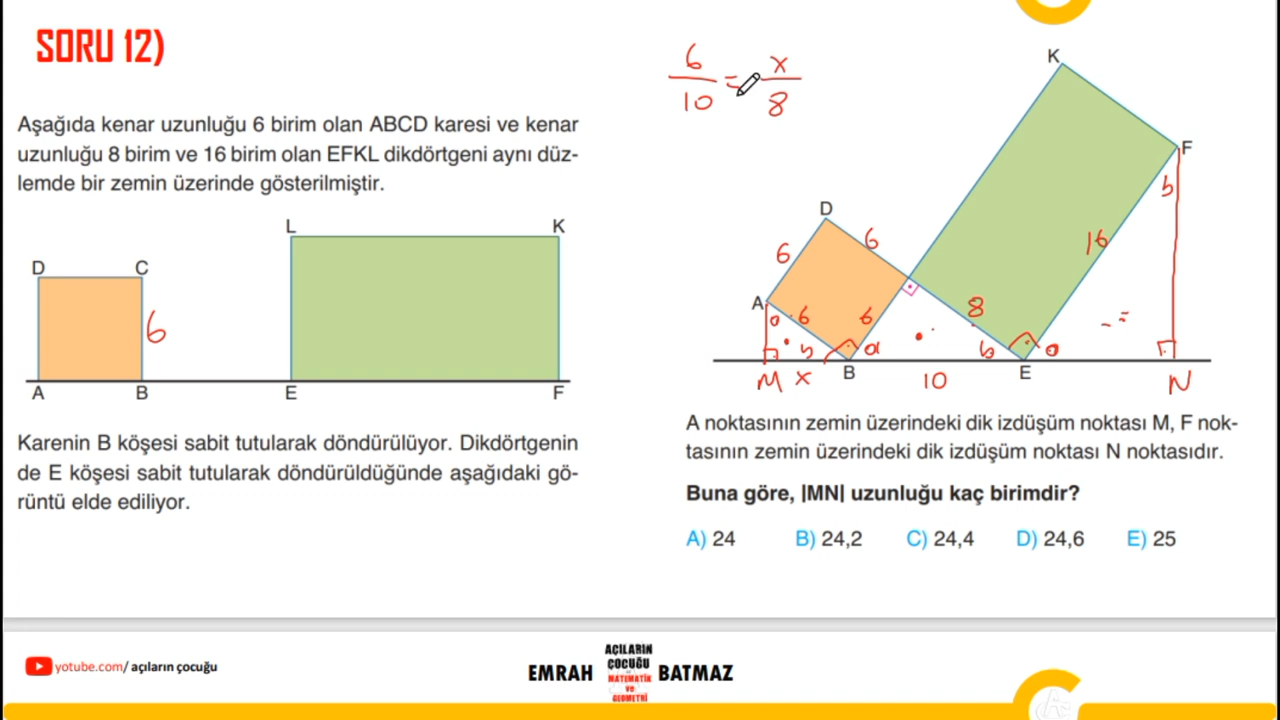 SORU 12)
Aşağıda kenar uzunluğu 6 birim olan ABCD karesi ve kenar
uzunluğu 8 birim ve 16 birim olan EFKL dikdörtgeni aynı düz-
lemde bir zemin üzerinde gösterilmiştir.
L K
D C
6
A B E F
Karenin B köşesi sabit tutularak döndürülüyor. Dikdörtgenin
de E köşesi sabit tutularak döndürüldüğünde aşağıdaki gö-
rüntü elde ediliyor.
6/10 = x/8
K
F
b
D
6 6 16
A
a 6 6 8
b a b a
M x B 10 E N
A noktasının zemin üzerindeki dik izdüşüm noktası M, F nok-
tasının zemin üzerindeki dik izdüşüm noktası N noktasıdır.
Buna göre, |MN| uzunluğu kaç birimdir?
A) 24 B) 24,2 C) 24,4 D) 24,6 E) 25
yotube.com/ açıların çocuğu
EMRAH
AÇILARIN
ÇOCUĞU
MATEMATİK
ve
GEOMETRİ
BATMAZ